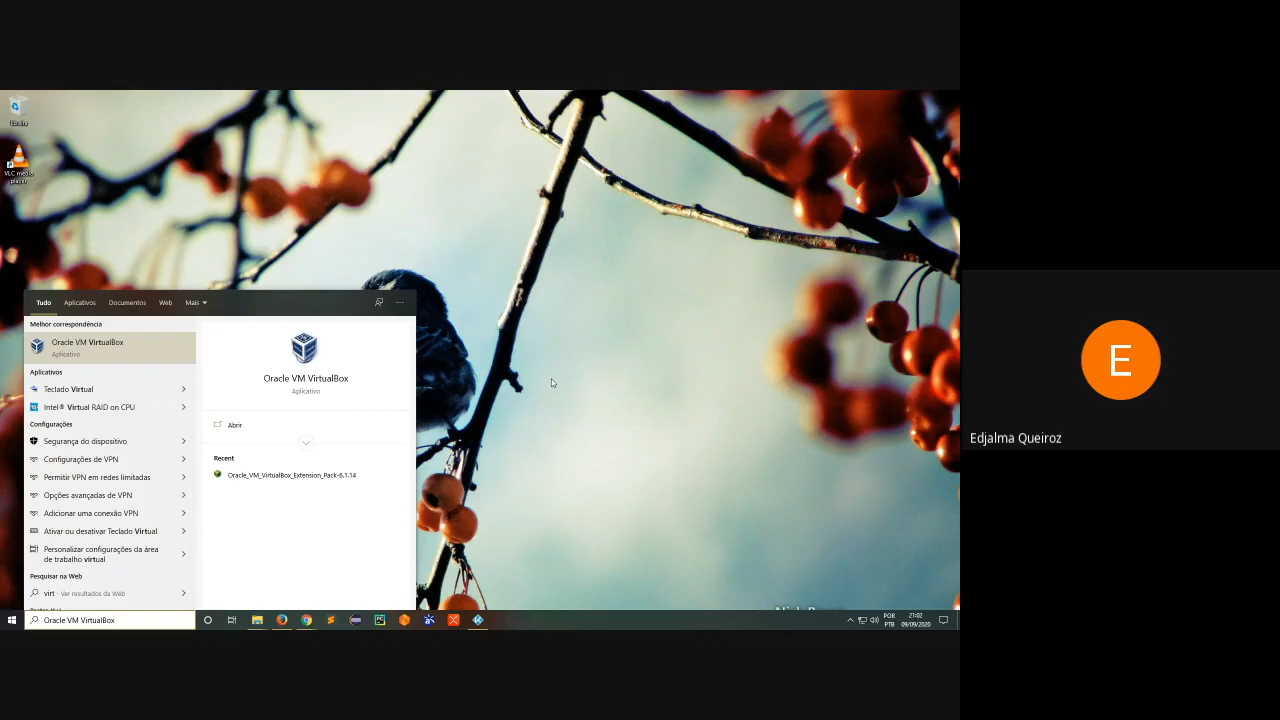 Lixeira
VLC media
player
Tudo
Aplicativos
Documentos
Web
Mais
Melhor correspondência
Oracle VM VirtualBox
Aplicativo
Aplicativos
Teclado Virtual
Intel® Virtual RAID on CPU
Configurações
Segurança do dispositivo
Configurações de VPN
Permitir VPN em redes limitadas
Opções avançadas de VPN
Adicionar uma conexão VPN
Ativar ou desativar Teclado Virtual
Personalizar configurações da área
de trabalho virtual
Pesquisar na Web
virt - Ver resultados da Web
Oracle VM VirtualBox
Aplicativo
Abrir
Recent
Oracle_VM_VirtualBox_Extension_Pack-6.1.14
Oracle VM VirtualBox
POR
PTB
21:02
09/09/2020
E
Edjalma Queiroz